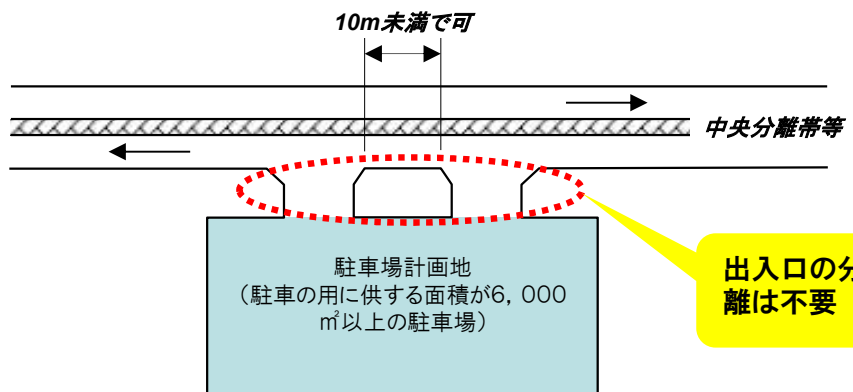 10m未満で可
中央分離帯等
駐車場計画地
（駐車の用に供する面積が6，000
㎡以上の駐車場）
出入口の分
離は不要